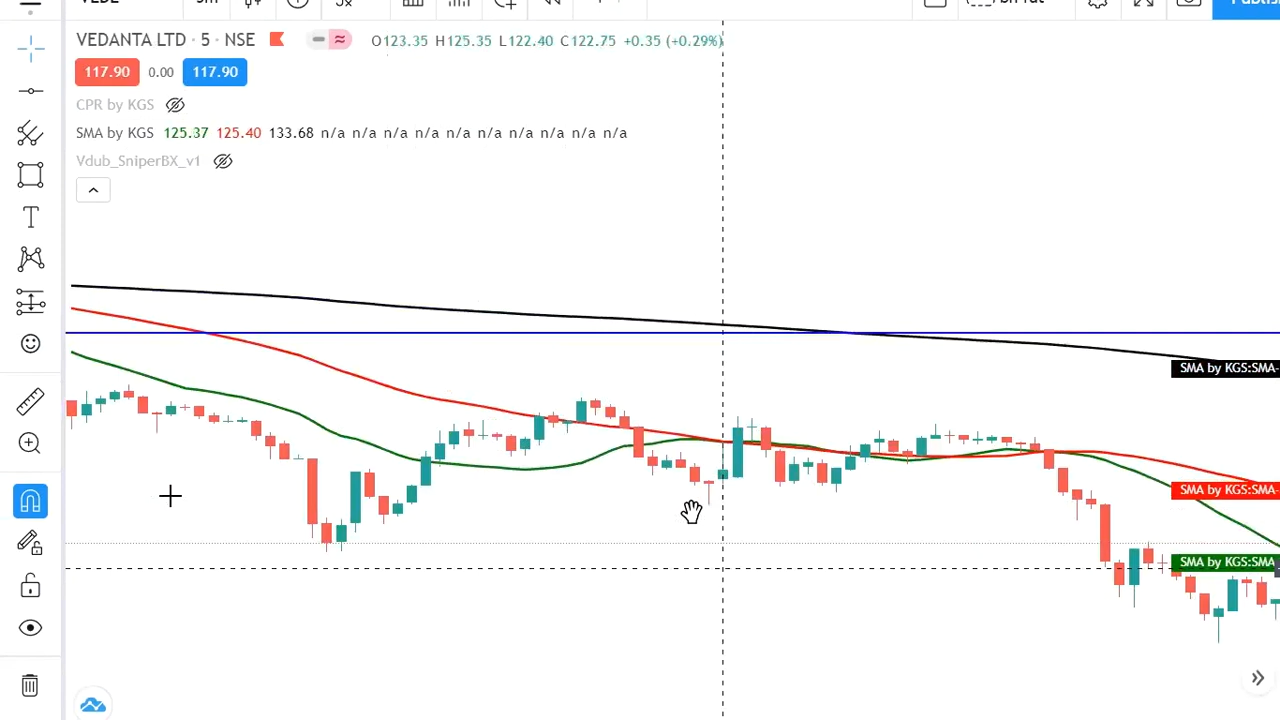 VEDANTA LTD · 5 · NSE O123.35 H125.35 L122.40 C122.75 +0.35 (+0.29%)
117.90 0.00 117.90
CPR by KGS
SMA by KGS 125.37 125.40 133.68 n/a n/a n/a n/a n/a n/a n/a n/a n/a n/a
Vdub_SniperBX_v1
SMA by KGS:SMA-
SMA by KGS:SMA-
SMA by KGS:SMA